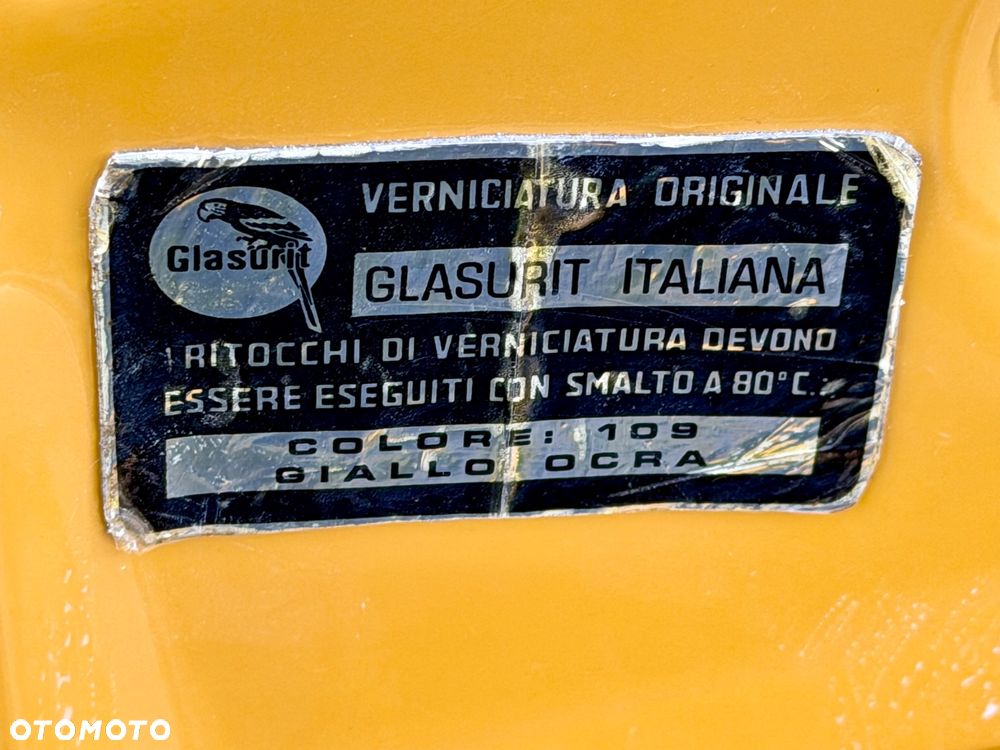 VERNICIATURA ORIGINALE
Glasurit
GLASURIT ITALIANA
I RITOCCHI DI VERNICIATURA DEVONO
ESSERE ESEGUITI CON SMALTO A 80°C.
COLORE: 109
GIALLO OCRA
OTOMOTO